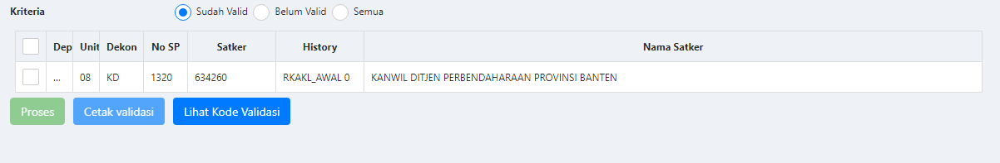 Kriteria Sudah Valid Belum Valid Semua
Dep Unit Dekon No SP Satker History Nama Satker
... 08 KD 1320 634260 RKAKL_AWAL 0 KANWIL DITJEN PERBENDAHARAAN PROVINSI BANTEN
Proses Cetak validasi Lihat Kode Validasi